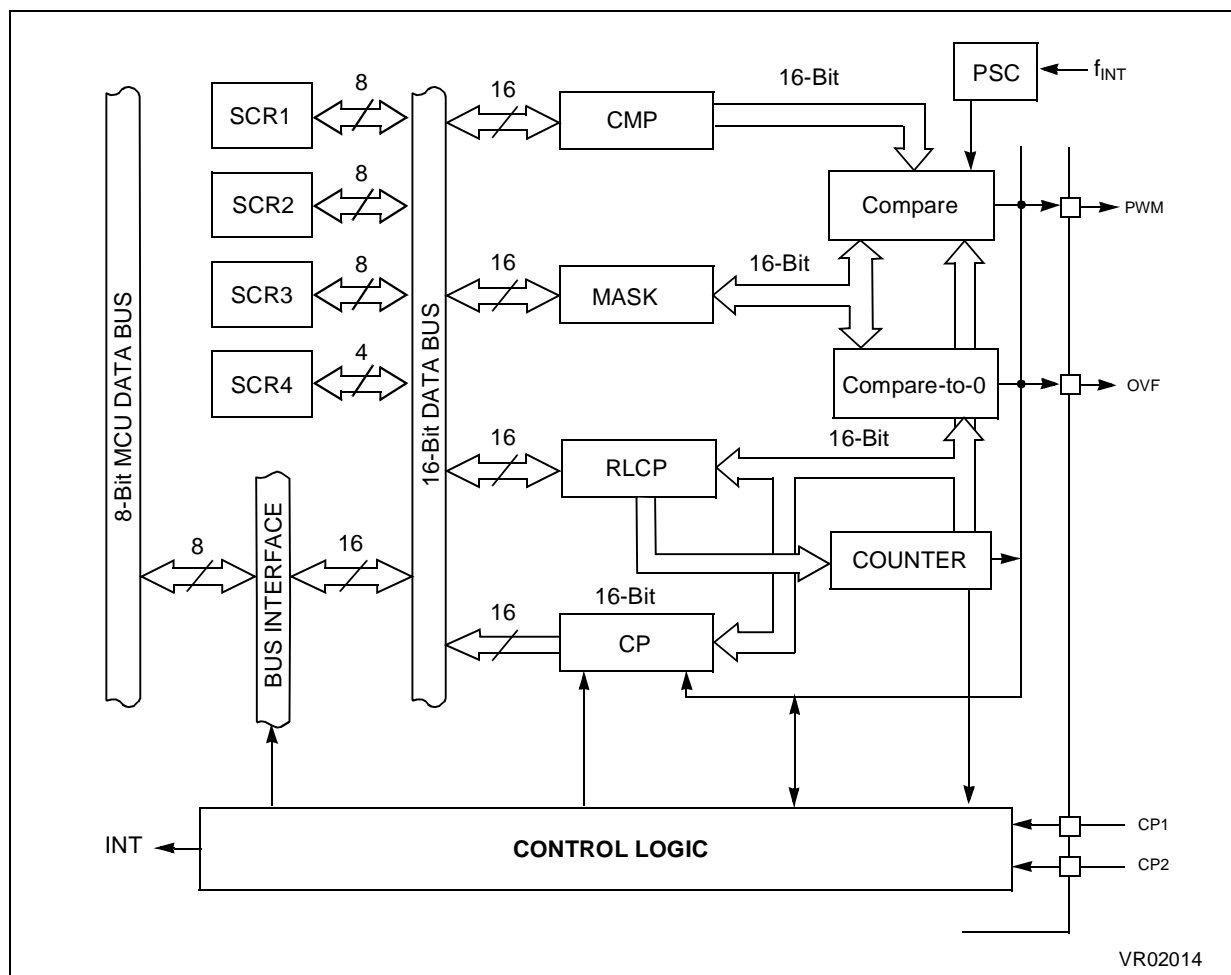 PSC
fINT
8
16
16-Bit
SCR1
CMP
8
SCR2
Compare
PWM
8
16
16-Bit
SCR3
MASK
4
SCR4
Compare-to-0
OVF
8-Bit MCU DATA BUS
16-Bit DATA BUS
16
16-Bit
RLCP
8
16
BUS INTERFACE
COUNTER
16
16-Bit
CP
INT
CONTROL LOGIC
CP1
CP2
VR02014